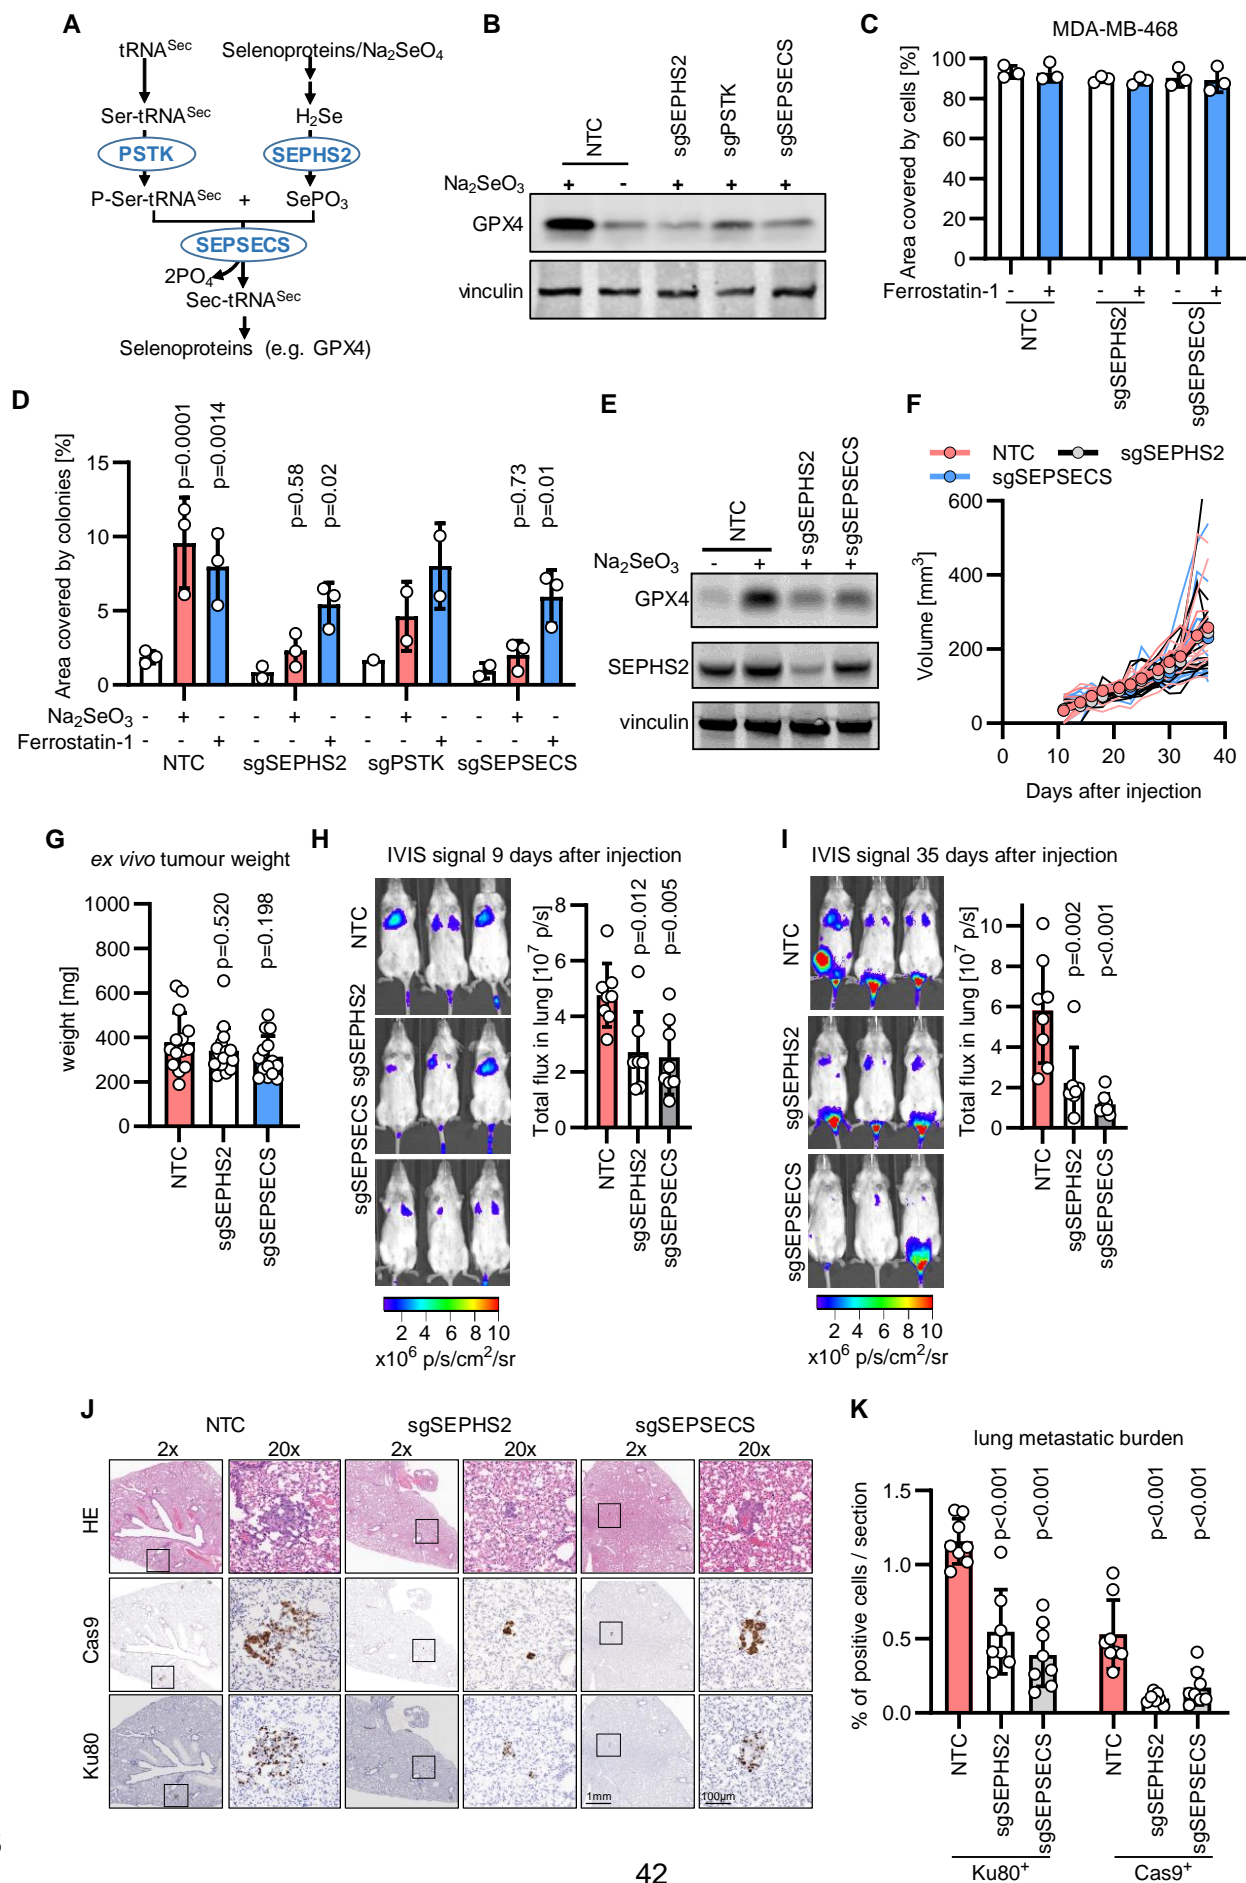 A
tRNASec
Selenoproteins/Na2SeO4
Ser-tRNASec
H2Se
PSTK
SEPHS2
P-Ser-tRNASec + SePO3
SEPSECS
2PO4
Sec-tRNASec
Selenoproteins (e.g. GPX4)
B
NTC
sgSEPHS2
sgPSTK
sgSEPSECS
Na2SeO3 + - + + +
GPX4
vinculin
C
MDA-MB-468
Area covered by cells [%]
100
80
60
40
20
0
Ferrostatin-1 - + - + - +
NTC
sgSEPHS2
sgSEPSECS
D
Area covered by colonies [%]
15
10
5
0
p=0.0001
p=0.0014
p=0.58
p=0.02
p=0.73
p=0.01
Na2SeO3 - + - - + - - + - - + -
Ferrostatin-1 - - + - - + - - + - - +
NTC sgSEPHS2 sgPSTK sgSEPSECS
E
NTC
sgSEPHS2
sgSEPSECS
Na2SeO3 - + + +
GPX4
SEPHS2
vinculin
F
NTC sgSEPHS2
sgSEPSECS
Volume [mm3]
600
400
200
0
0 10 20 30 40
Days after injection
G
ex vivo tumour weight
weight [mg]
1000
800
600
400
200
0
p=0.520
p=0.198
NTC
sgSEPHS2
sgSEPSECS
H
IVIS signal 9 days after injection
NTC
sgSEPHS2
sgSEPSECS
2 4 6 8 10
x106 p/s/cm2/sr
Total flux in lung [107 p/s]
8
6
4
2
0
p=0.012
p=0.005
NTC
sgSEPHS2
sgSEPSECS
I
IVIS signal 35 days after injection
NTC
sgSEPHS2
sgSEPSECS
2 4 6 8 10
x106 p/s/cm2/sr
Total flux in lung [107 p/s]
10
8
6
4
2
0
p=0.002
p<0.001
NTC
sgSEPHS2
sgSEPSECS
J
NTC sgSEPHS2 sgSEPSECS
2x 20x 2x 20x 2x 20x
HE
Cas9
Ku80
1mm
100µm
K
lung metastatic burden
% of positive cells / section
1.5
1.0
0.5
0.0
p<0.001
p<0.001
p<0.001
p<0.001
NTC
sgSEPHS2
sgSEPSECS
NTC
sgSEPHS2
sgSEPSECS
Ku80+ Cas9+
42